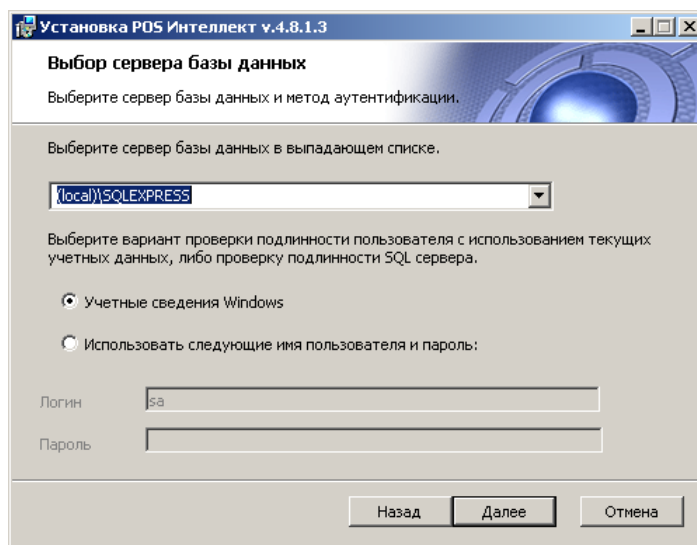 Установка POS Интеллект v.4.8.1.3
Выбор сервера базы данных
Выберите сервер базы данных и метод аутентификации.
Выберите сервер базы данных в выпадающем списке.
(local)\SQLEXPRESS
Выберите вариант проверки подлинности пользователя с использованием текущих
учетных данных, либо проверку подлинности SQL сервера.
Учетные сведения Windows
Использовать следующие имя пользователя и пароль:
Логин
sa
Пароль
Назад
Далее
Отмена